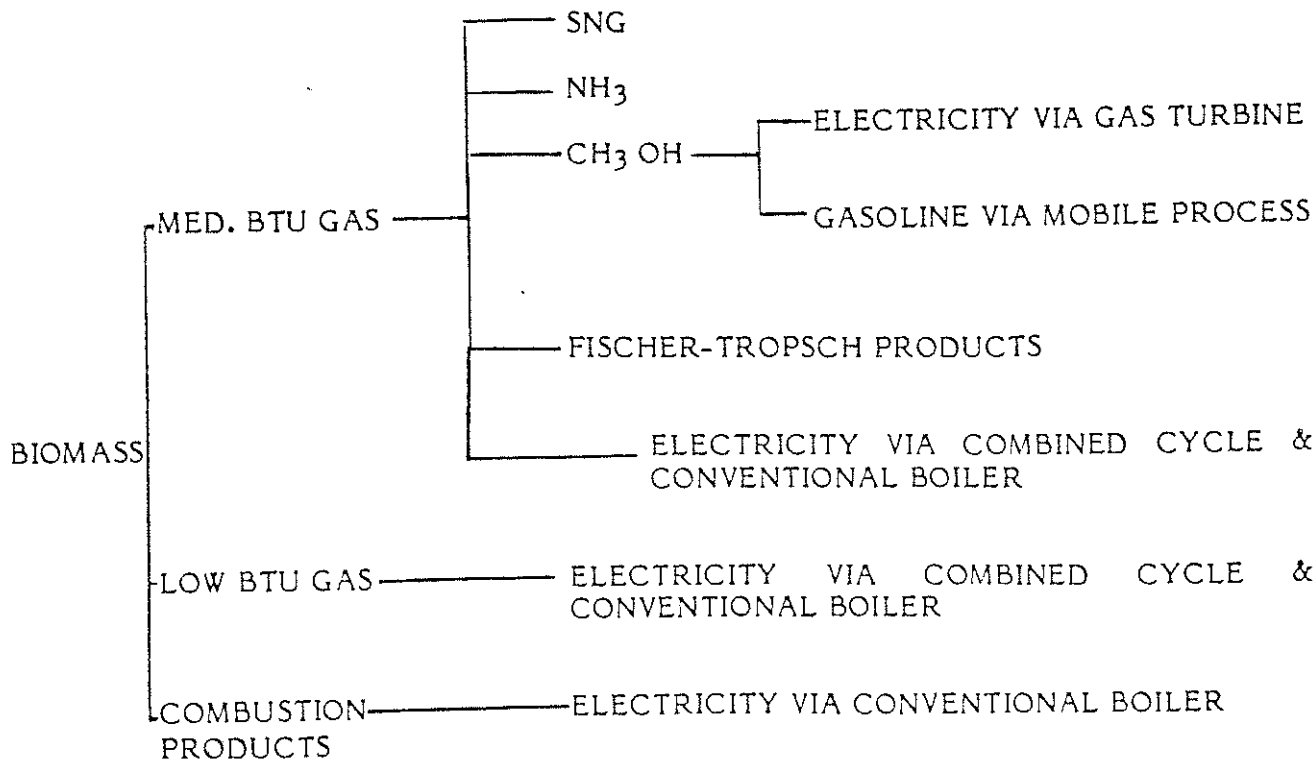 SNG
NH3
CH3 OH
ELECTRICITY VIA GAS TURBINE
GASOLINE VIA MOBILE PROCESS
MED. BTU GAS
FISCHER-TROPSCH PRODUCTS
ELECTRICITY VIA COMBINED CYCLE &
CONVENTIONAL BOILER
BIOMASS
LOW BTU GAS
ELECTRICITY VIA COMBINED CYCLE &
CONVENTIONAL BOILER
COMBUSTION
PRODUCTS
ELECTRICITY VIA CONVENTIONAL BOILER